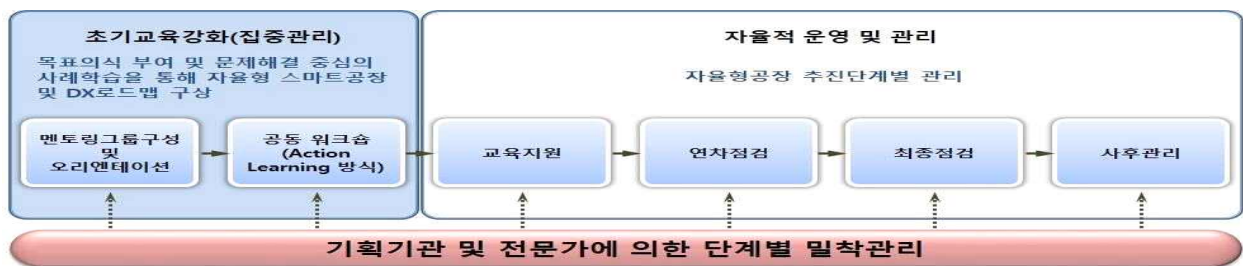 초기교육강화(집중관리)
목표의식 부여 및 문제해결 중심의
사례학습을 통해 자율형 스마트공장
및 DX로드맵 구상
멘토링그룹구성
및
오리엔테이션
공동 워크숍
(Action
Learning 방식)
자율적 운영 및 관리
자율형공장 추진단계별 관리
교육지원
연차점검
최종점검
사후관리
기획기관 및 전문가에 의한 단계별 밀착관리